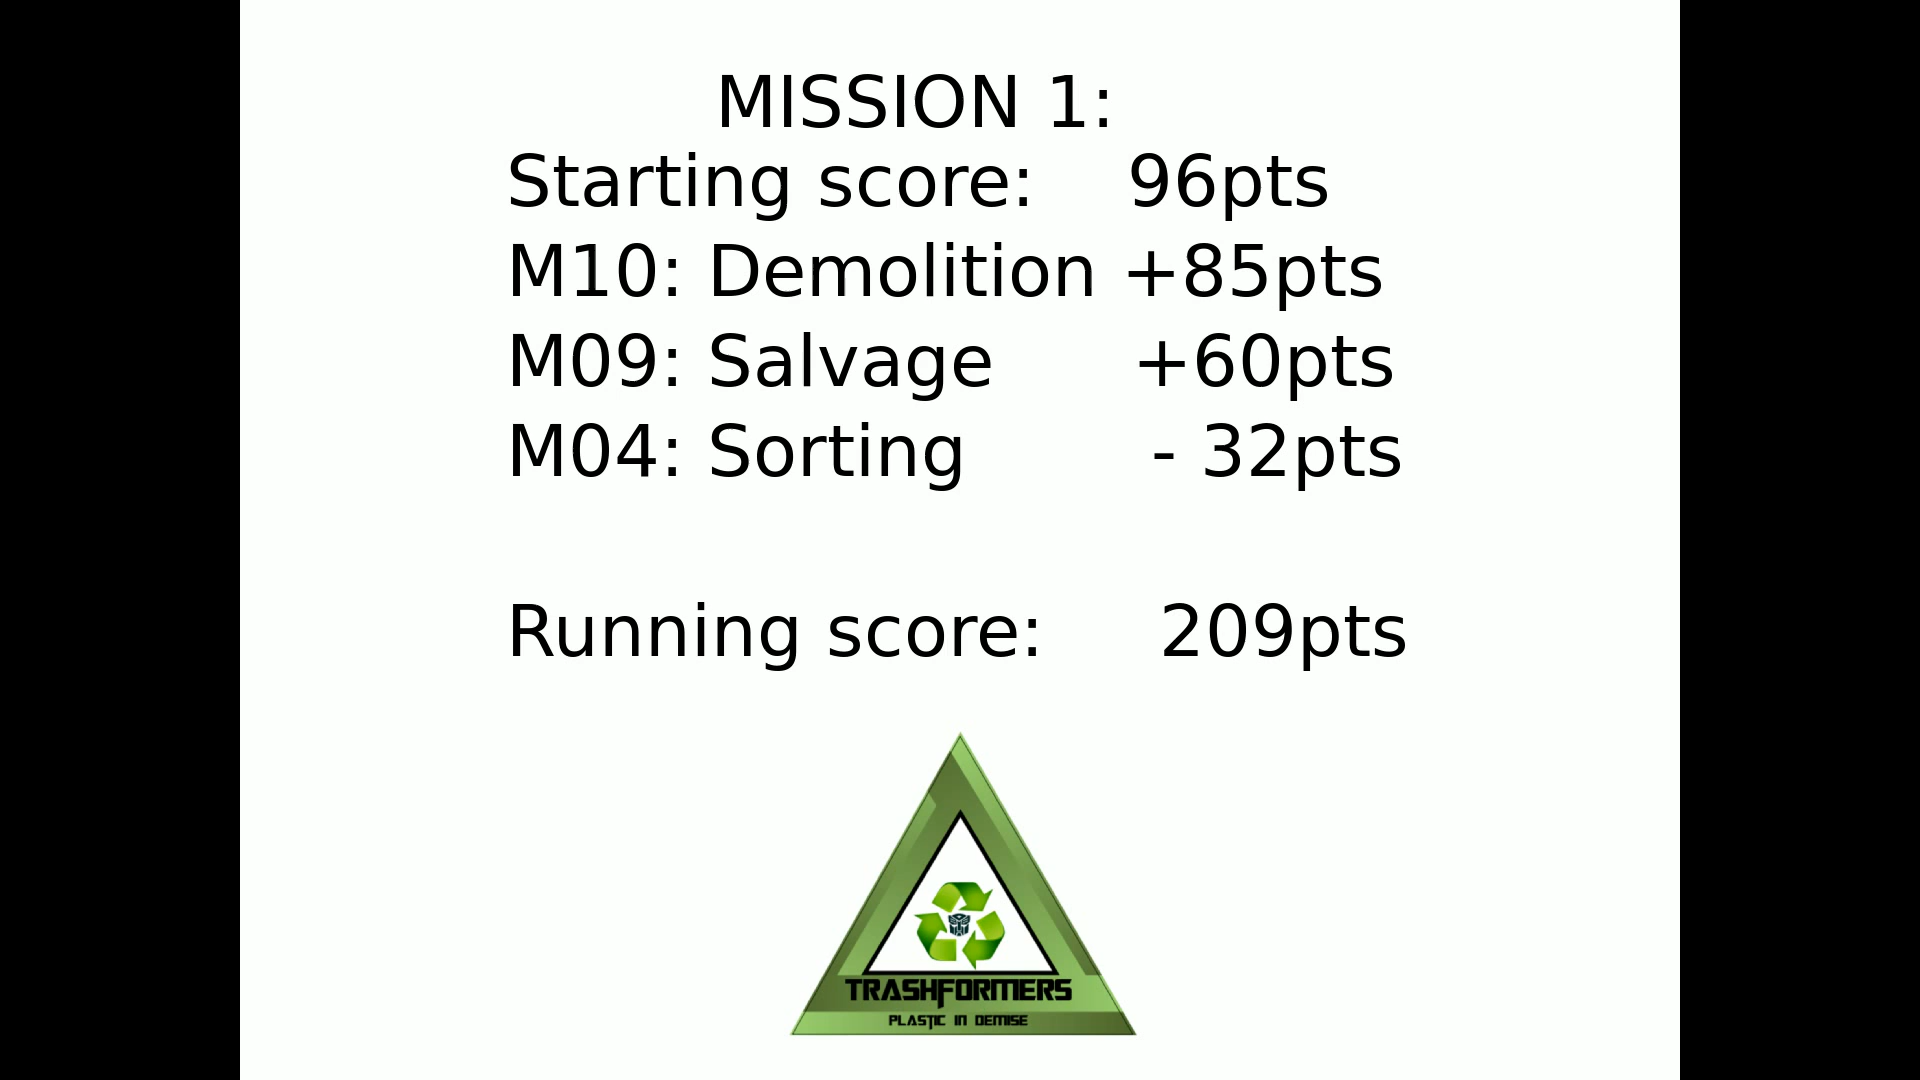 MISSION 1:
Starting score: 96pts
M10: Demolition +85pts
M09: Salvage +60pts
M04: Sorting - 32pts
Running score: 209pts
TRASHFORMERS
PLASTIC IN DEMISE